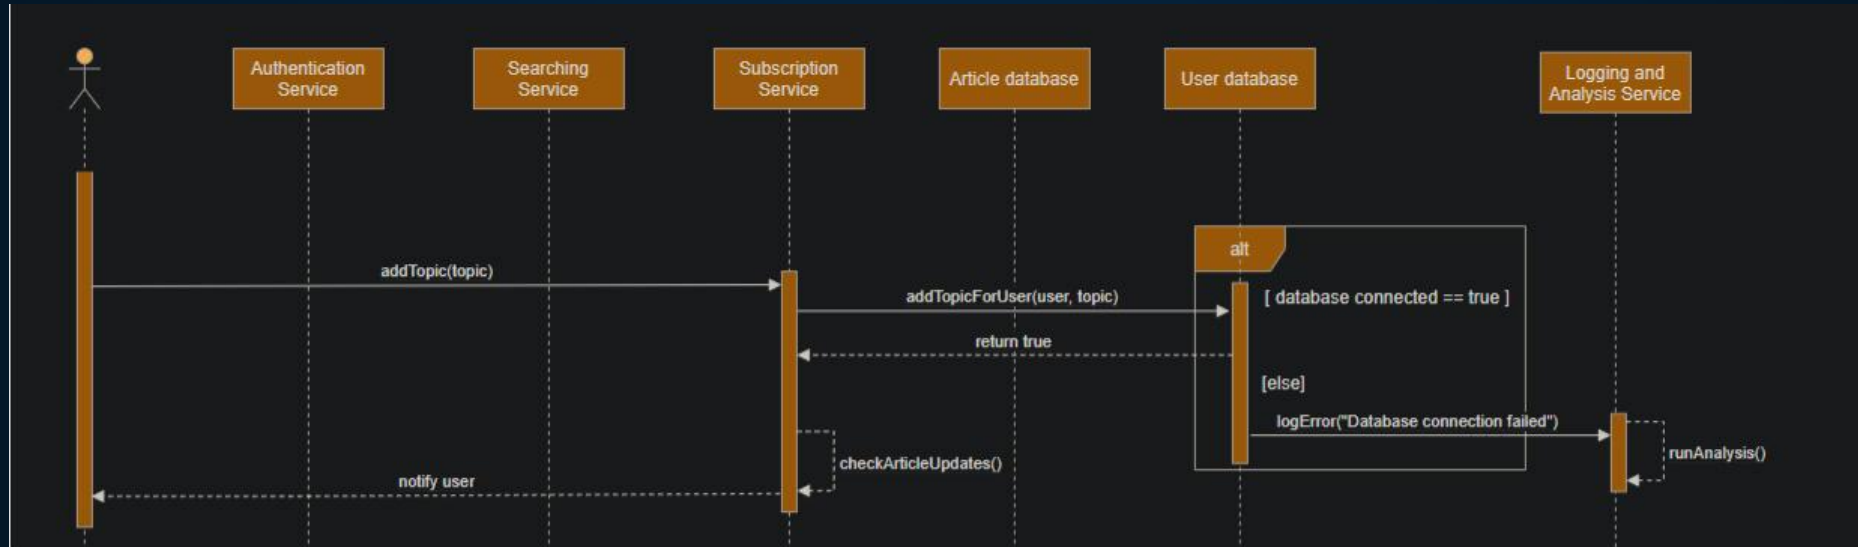 Authentication
Service
Searching
Service
Subscription
Service
Article database
User database
Logging and
Analysis Service
alt
addTopic(topic)
addTopicForUser(user, topic)
[ database connected == true ]
return true
[else]
logError("Database connection failed")
checkArticleUpdates()
runAnalysis()
notify user